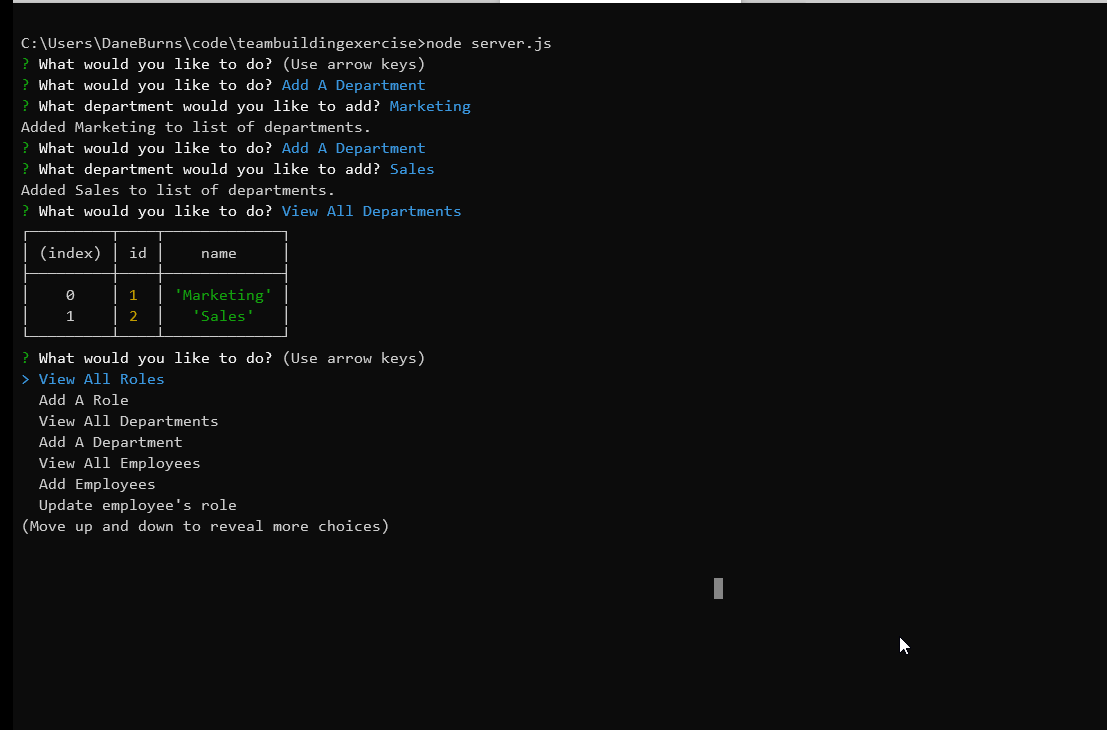 C:\Users\DaneBurns\code\teambuildingexercise>node server.js
? What would you like to do? (Use arrow keys)
? What would you like to do? Add A Department
? What department would you like to add? Marketing
Added Marketing to list of departments.
? What would you like to do? Add A Department
? What department would you like to add? Sales
Added Sales to list of departments.
? What would you like to do? View All Departments
(index) id name
0 1 'Marketing'
1 2 'Sales'
? What would you like to do? (Use arrow keys)
> View All Roles
Add A Role
View All Departments
Add A Department
View All Employees
Add Employees
Update employee's role
(Move up and down to reveal more choices)